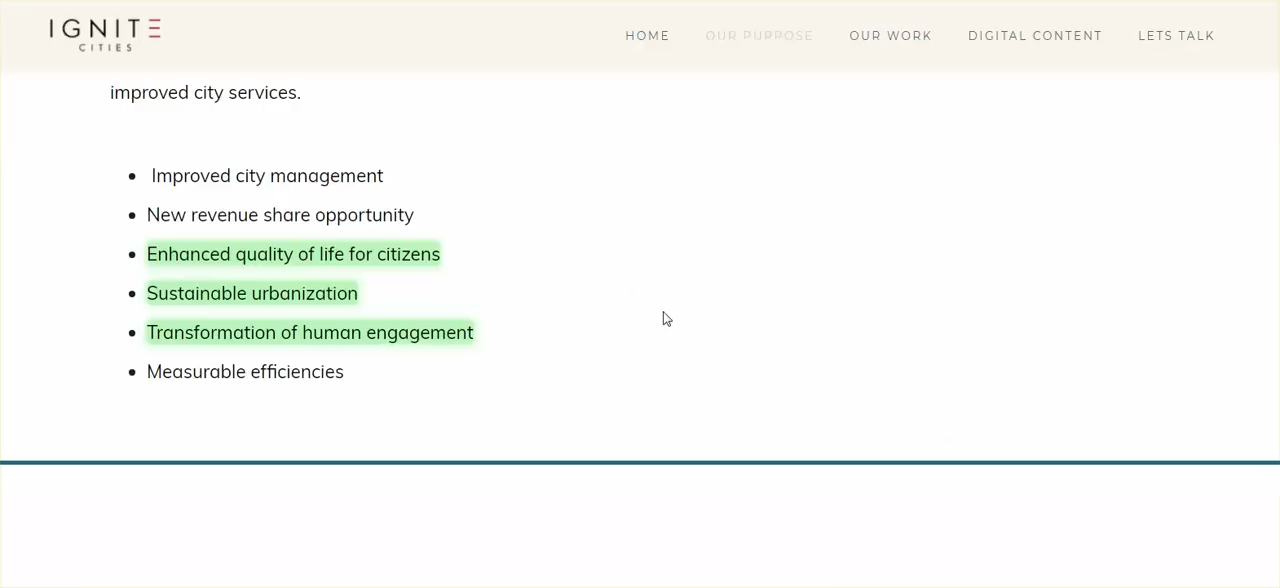 IGNITE
CITIES
HOME OUR PURPOSE OUR WORK DIGITAL CONTENT LETS TALK
improved city services.
Improved city management
New revenue share opportunity
Enhanced quality of life for citizens
Sustainable urbanization
Transformation of human engagement
Measurable efficiencies